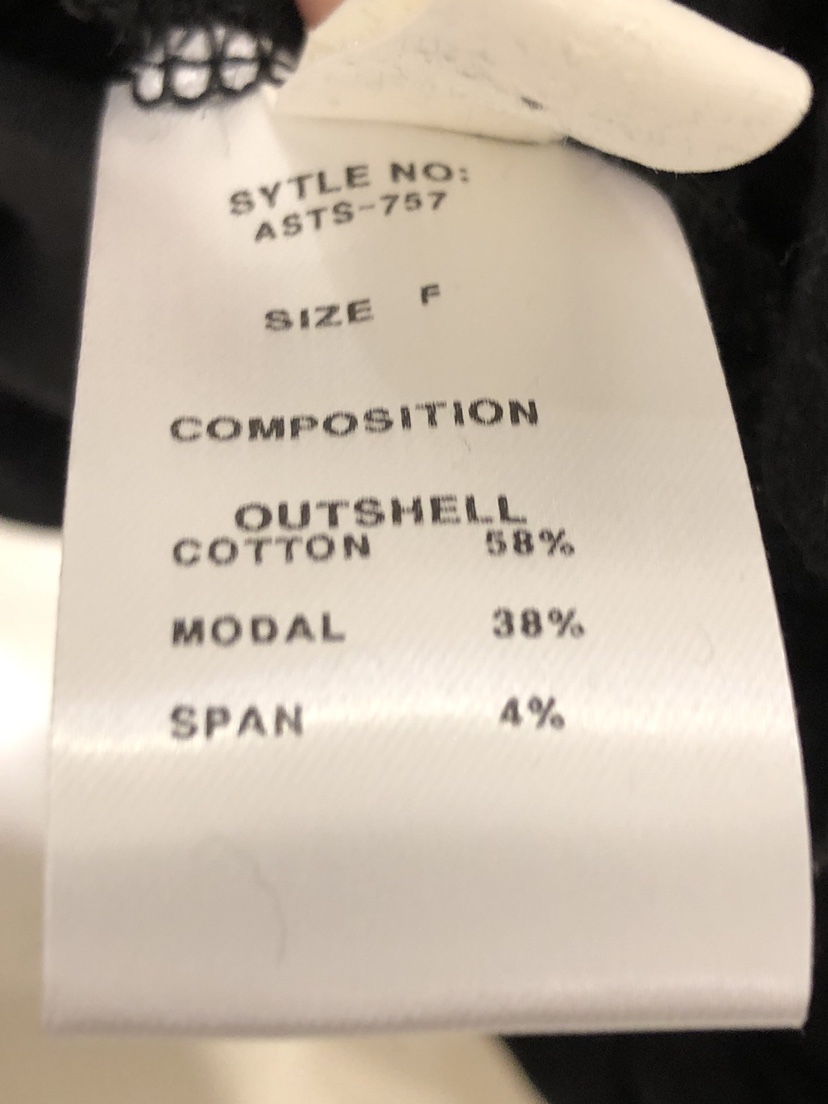 SYTLE NO:
ASTS-757
SIZE F
COMPOSITION
OUTSHELL
COTTON 58%
MODAL 38%
SPAN 4%